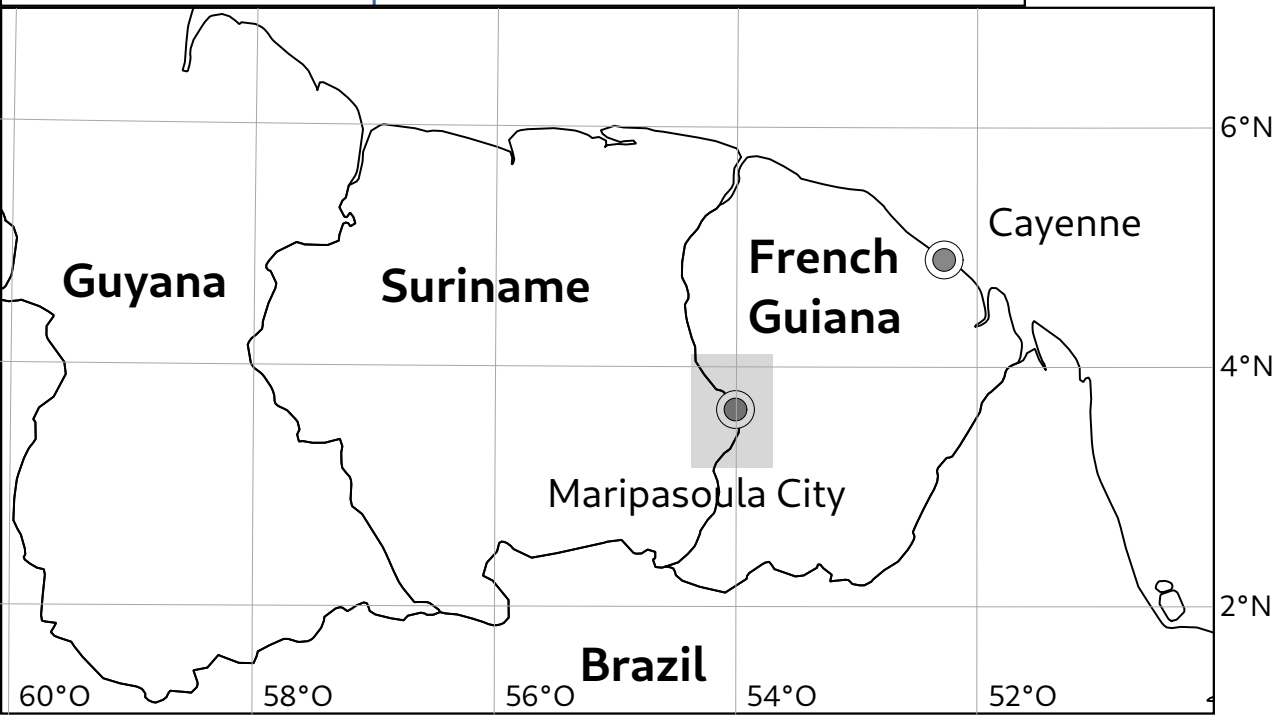 6°N
Cayenne
French
Guiana
Guyana
Suriname
4°N
Maripasoula City
2°N
Brazil
60°O
58°O
56°O
54°O
52°O